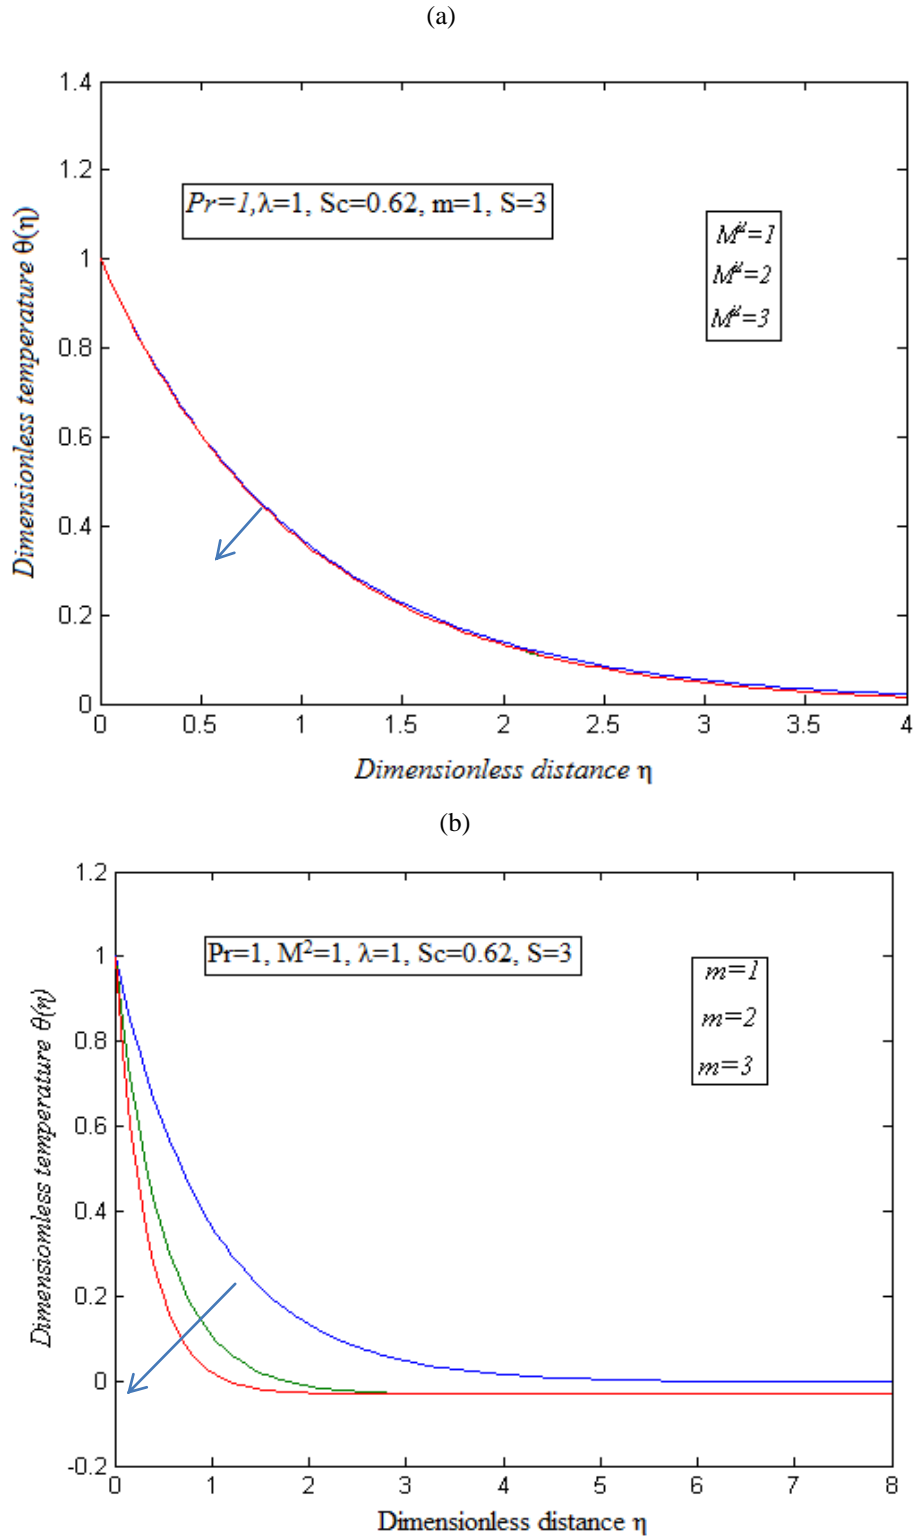 (a)
1.4
1.2
1
0.8
0.6
0.4
0.2
0
Dimensionless temperature θ(η)
Pr=1,λ=1, Sc=0.62, m=1, S=3
M²=1
M²=2
M²=3
0 0.5 1 1.5 2 2.5 3 3.5 4
Dimensionless distance η
(b)
1.2
1
0.8
0.6
0.4
0.2
0
-0.2
Dimensiomless temperature θ(η)
Pr=1, M²=1, λ=1, Sc=0.62, S=3
m=1
m=2
m=3
0 1 2 3 4 5 6 7 8
Dimensionless distance η